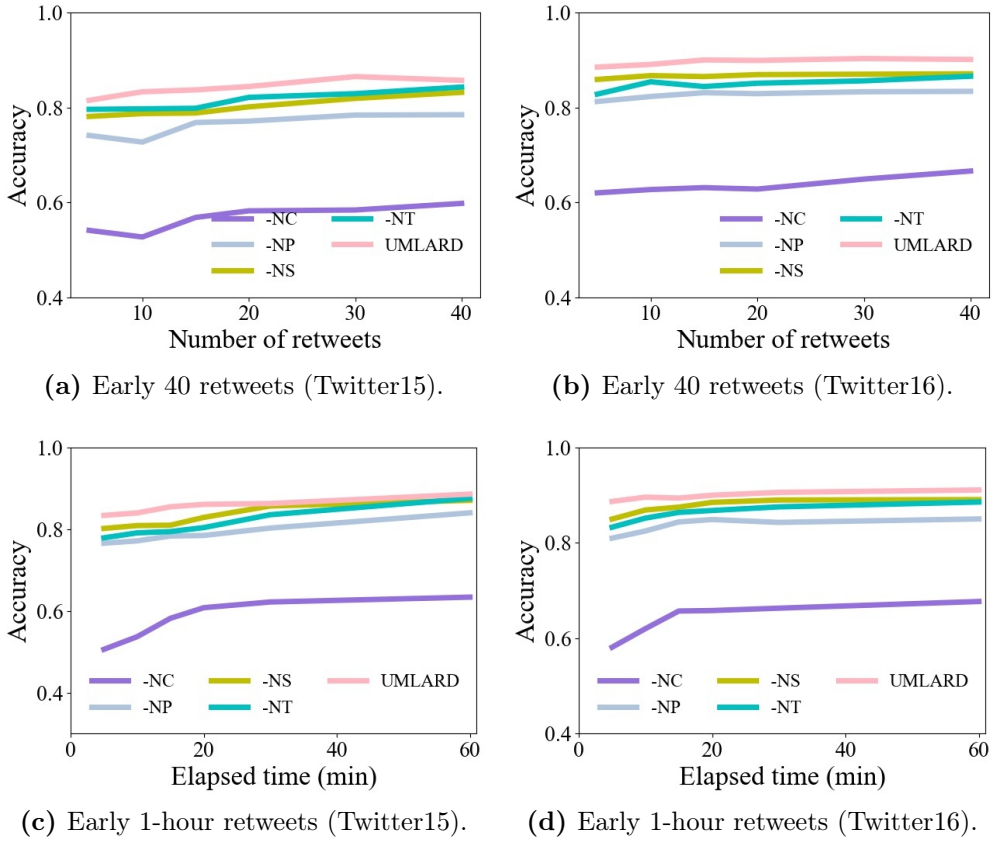 1.0
0.8
0.6
0.4
Accuracy
-NC
-NP
-NS
-NT
UMLARD
10 20 30 40
Number of retweets
(a) Early 40 retweets (Twitter15).
1.0
0.8
0.6
0.4
Accuracy
-NC
-NP
-NS
-NT
UMLARD
10 20 30 40
Number of retweets
(b) Early 40 retweets (Twitter16).
1.0
0.8
0.6
0.4
Accuracy
-NC
-NP
-NS
-NT
UMLARD
0 20 40 60
Elapsed time (min)
(c) Early 1-hour retweets (Twitter15).
1.0
0.8
0.6
0.4
Accuracy
-NC
-NP
-NS
-NT
UMLARD
0 20 40 60
Elapsed time (min)
(d) Early 1-hour retweets (Twitter16).